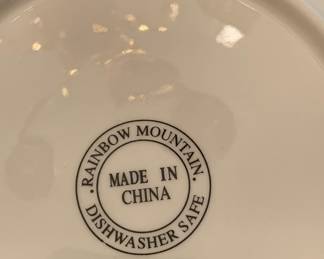 ·RAINBOW MOUNTAIN·
MADE IN
CHINA
DISHWASHER SAFE